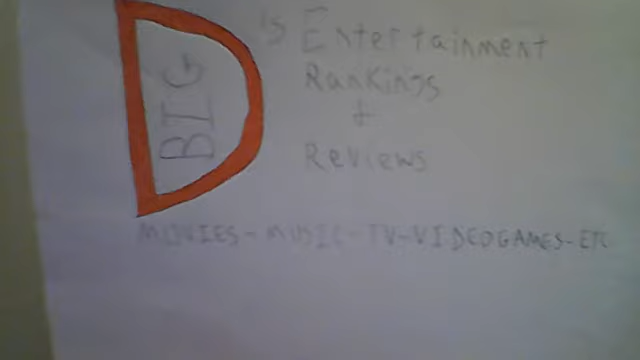 BIG D's Entertainment
Rankings
+
Reviews
MOVIES-MUSIC-TV-VIDEOGAMES-ETC